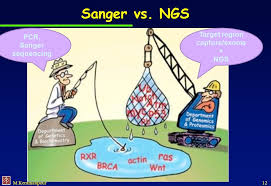 Sanger vs. NGS
PCR,
Sanger
sequencing
Target region
capture/exome
+
NGS
Department
of Genetics
& Biochemistry
Department
of Genomics
& Proteomics
RXR
BRCA
actin
ras
Wnt
M.Kemmspeur
12